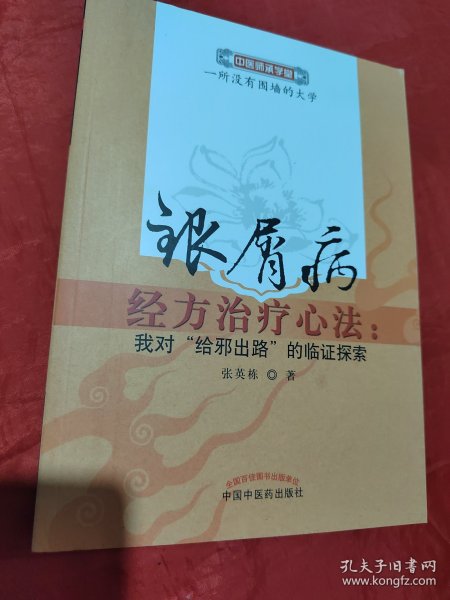 中医师承学堂
一所没有围墙的大学
银屑病
经方治疗心法：
我对“给邪出路”的临证探索
张英栋 ◎ 著
全国百佳图书出版单位
中国中医药出版社
孔夫子旧书网
www.kongfz.com